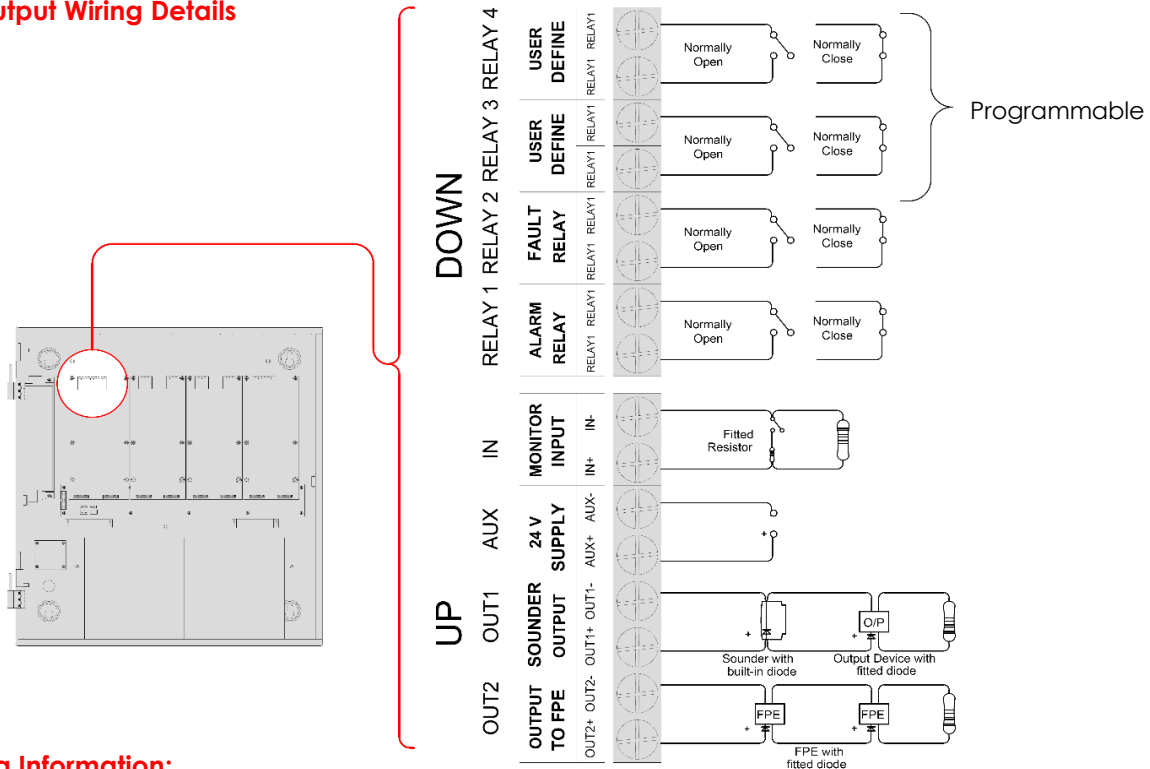 utput Wiring Details
DOWN
RELAY 4
USER DEFINE
RELAY1
RELAY1
Normally
Open
Normally
Close
RELAY 3
USER DEFINE
RELAY1
RELAY1
Normally
Open
Normally
Close
Programmable
RELAY 2
FAULT RELAY
RELAY1
RELAY1
Normally
Open
Normally
Close
RELAY 1
ALARM RELAY
RELAY1
RELAY1
Normally
Open
Normally
Close
UP
IN
MONITOR INPUT
IN-
IN+
Fitted
Resistor
AUX
24 V SUPPLY
AUX-
AUX+
+
OUT1
SOUNDER OUTPUT
OUT1-
OUT1+
+
O/P
+
Sounder with
built-in diode
Output Device with
fitted diode
OUT2
OUTPUT TO FPE
OUT2-
OUT2+
FPE
+
FPE
+
FPE with
fitted diode
g Information: